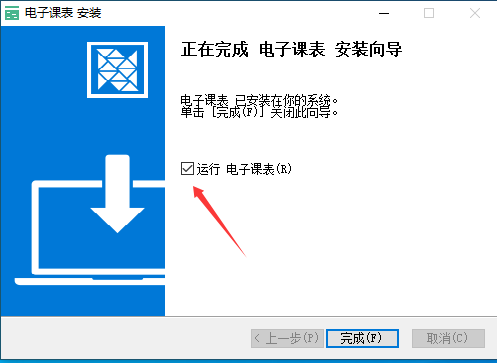 电子课表 安装
正在完成 电子课表 安装向导
电子课表 已安装在你的系统。
单击 [完成(F)] 关闭此向导。
运行 电子课表(R)
< 上一步(P)
完成(F)
取消(C)